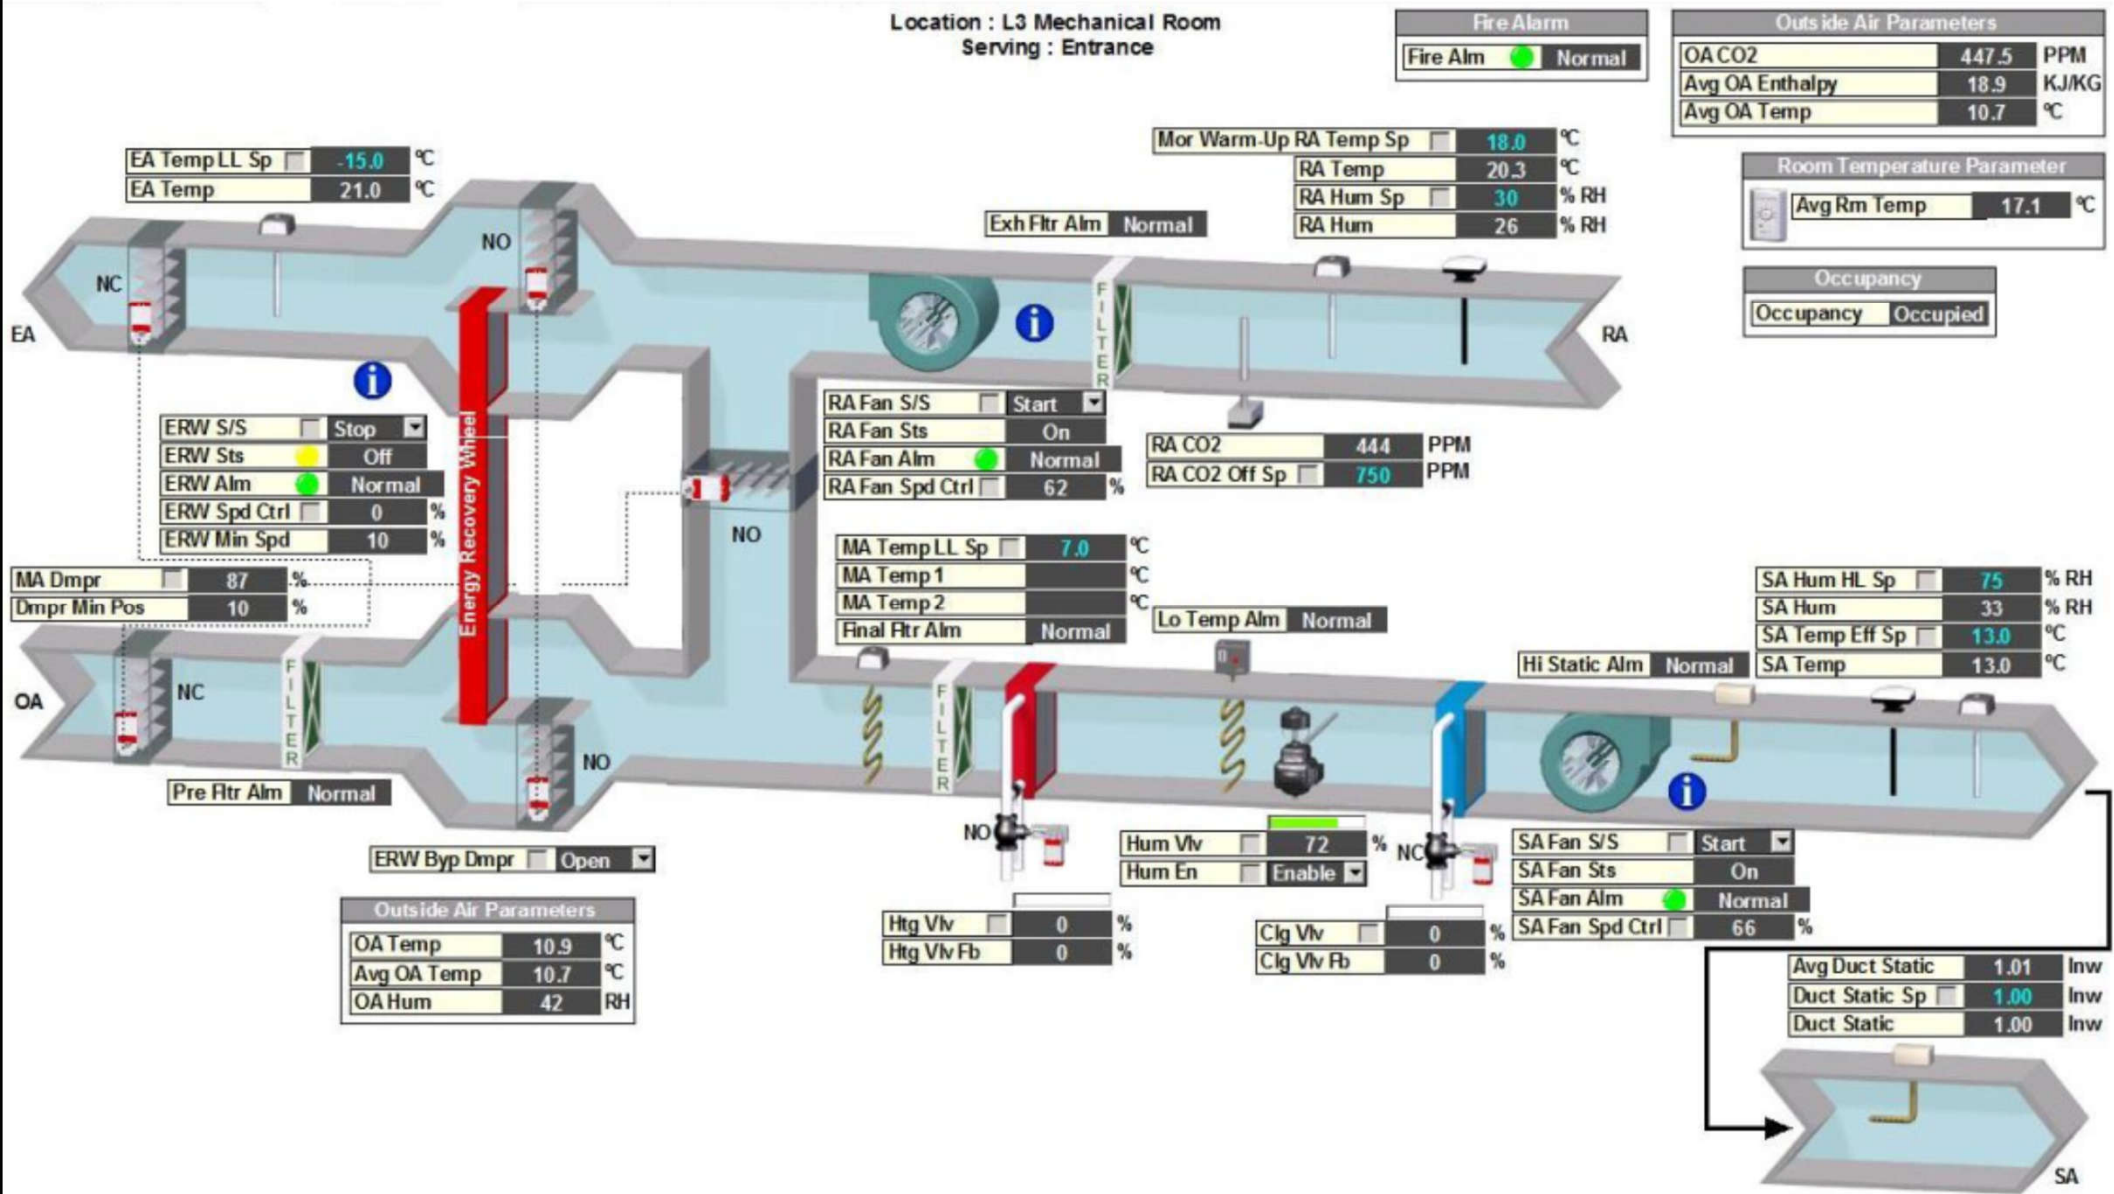 Location : L3 Mechanical Room
Serving : Entrance
Fire Alarm
Fire Alm Normal
Outside Air Parameters
OA CO2 447.5 PPM
Avg OA Enthalpy 18.9 KJ/KG
Avg OA Temp 10.7 ºC
Room Temperature Parameter
Avg Rm Temp 17.1 ºC
Occupancy
Occupancy Occupied
EA Temp LL Sp -15.0 ºC
EA Temp 21.0 ºC
Mor Warm-Up RA Temp Sp 18.0 ºC
RA Temp 20.3 ºC
RA Hum Sp 30 % RH
RA Hum 26 % RH
Exh Fltr Alm Normal
NO
NC
EA
FILTER
RA
ERW S/S Stop
ERW Sts Off
ERW Alm Normal
ERW Spd Ctrl 0 %
ERW Min Spd 10 %
Energy Recovery Wheel
RA Fan S/S Start
RA Fan Sts On
RA Fan Alm Normal
RA Fan Spd Ctrl 62 %
RA CO2 444 PPM
RA CO2 Off Sp 750 PPM
NO
MA Dmpr 87 %
Dmpr Min Pos 10 %
MA Temp LL Sp 7.0 ºC
MA Temp 1 ºC
MA Temp 2 ºC
Final Fltr Alm Normal
Lo Temp Alm Normal
SA Hum HL Sp 75 % RH
SA Hum 33 % RH
SA Temp Eff Sp 13.0 ºC
SA Temp 13.0 ºC
Hi Static Alm Normal
OA
NC
FILTER
NO
FILTER
Pre Fltr Alm Normal
ERW Byp Dmpr Open
NO
Hum Vlv 72 %
Hum En Enable
NC
SA Fan S/S Start
SA Fan Sts On
SA Fan Alm Normal
SA Fan Spd Ctrl 66 %
Outside Air Parameters
OA Temp 10.9 ºC
Avg OA Temp 10.7 ºC
OA Hum 42 RH
Htg Vlv 0 %
Htg Vlv Fb 0 %
Clg Vlv 0 %
Clg Vlv Fb 0 %
Avg Duct Static 1.01 Inw
Duct Static Sp 1.00 Inw
Duct Static 1.00 Inw
SA